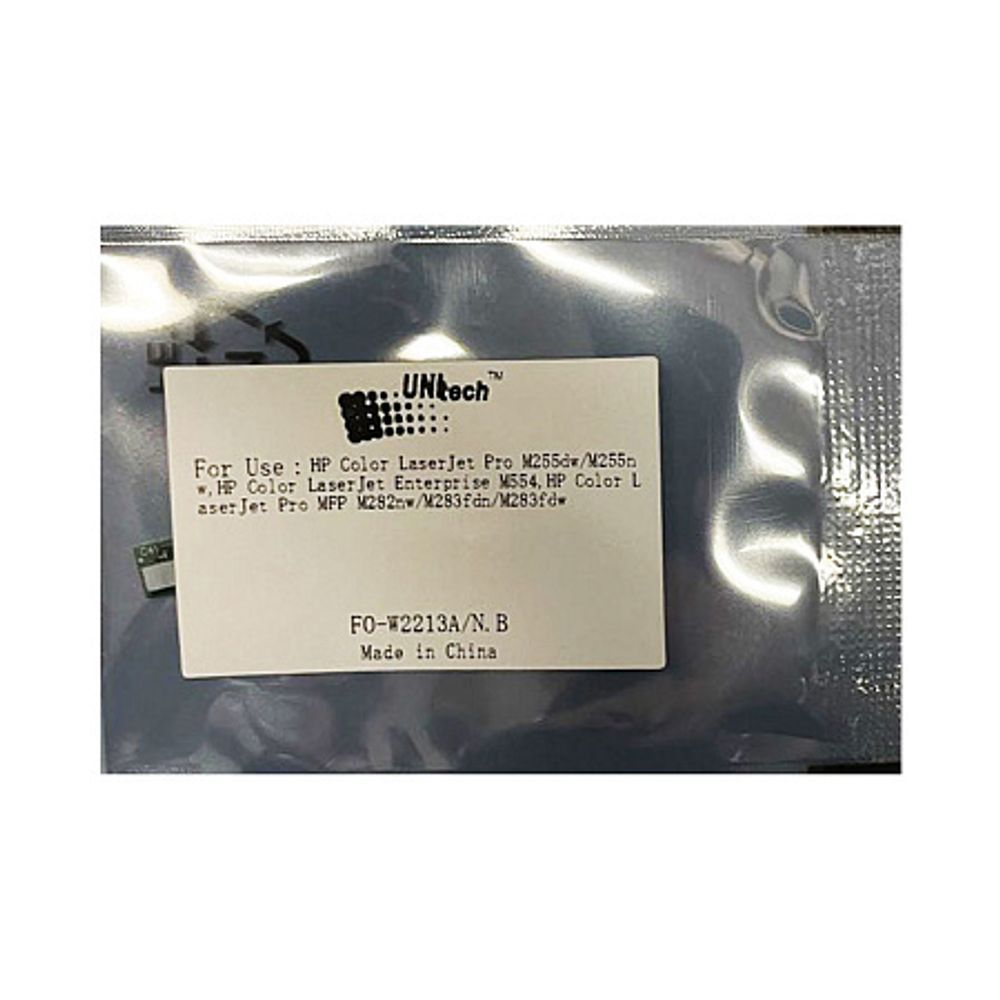 UNItech™
For Use : HP Color LaserJet Pro M255dw/M255n
w,HP Color LaserJet Enterprise M554,HP Color L
aserJet Pro MFP M282nw/M283fdn/M283fdw
FO-W2213A/N.B
Made in China